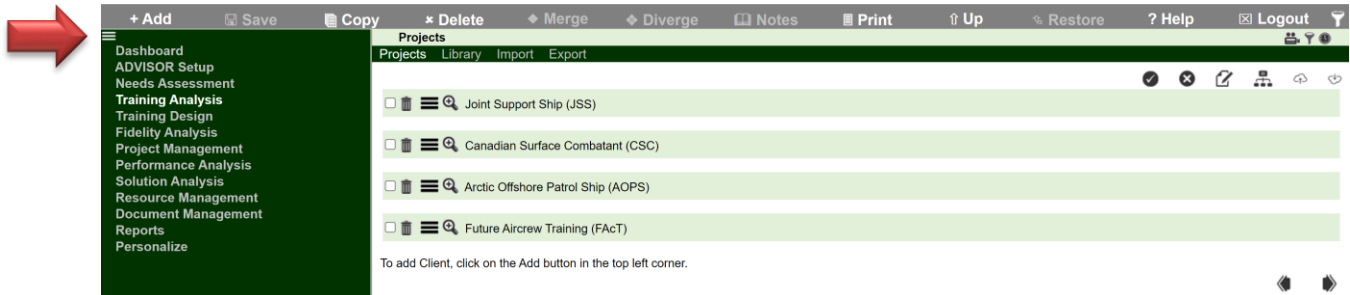 + Add Save Copy × Delete Merge Diverge Notes Print Up Restore ? Help Logout
Projects
Projects Library Import Export
Dashboard
ADVISOR Setup
Needs Assessment
Training Analysis
Training Design
Fidelity Analysis
Project Management
Performance Analysis
Solution Analysis
Resource Management
Document Management
Reports
Personalize
Joint Support Ship (JSS)
Canadian Surface Combatant (CSC)
Arctic Offshore Patrol Ship (AOPS)
Future Aircrew Training (FAcT)
To add Client, click on the Add button in the top left corner.